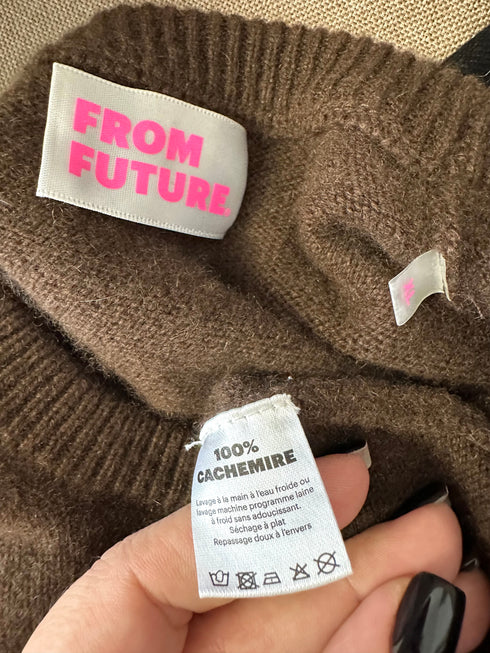 FROM
FUTURE.
100%
CACHEMIRE
Lavage à la main à l'eau froide ou
lavage machine programme laine
à froid sans adoucissant.
Séchage à plat
Repassage doux à l'envers